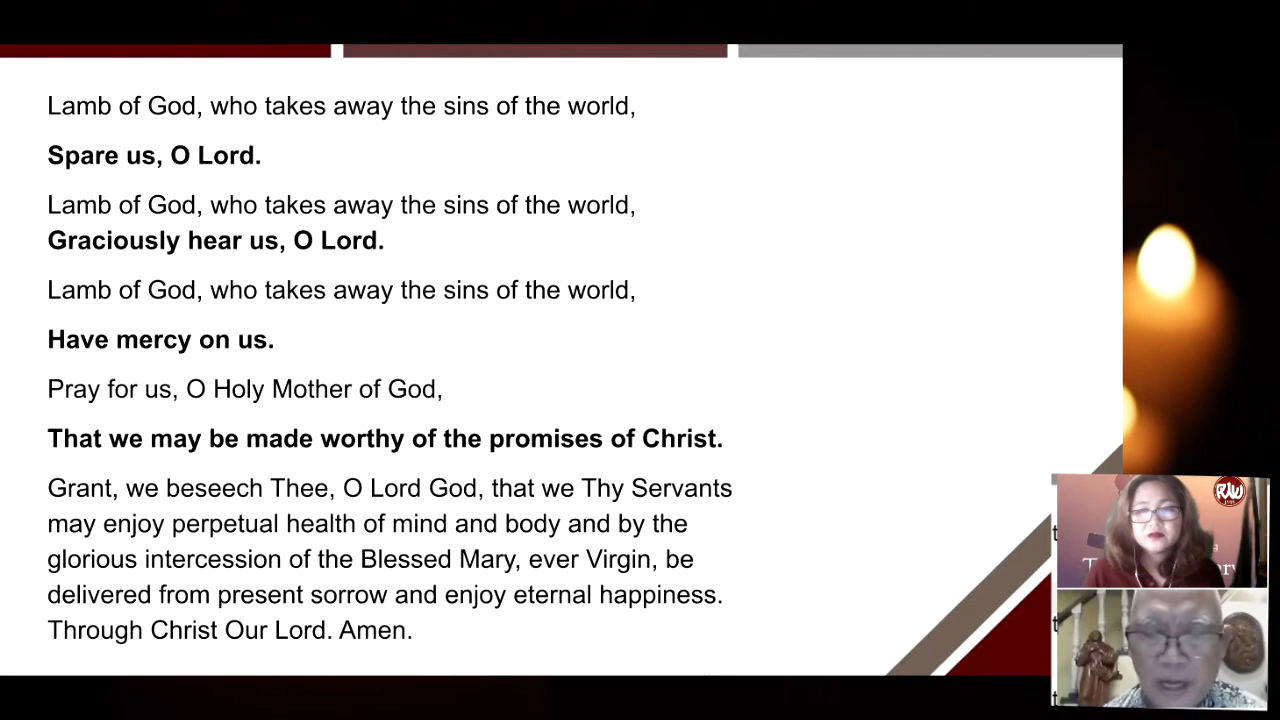 Lamb of God, who takes away the sins of the world,
Spare us, O Lord.
Lamb of God, who takes away the sins of the world,
Graciously hear us, O Lord.
Lamb of God, who takes away the sins of the world,
Have mercy on us.
Pray for us, O Holy Mother of God,
That we may be made worthy of the promises of Christ.
Grant, we beseech Thee, O Lord God, that we Thy Servants
may enjoy perpetual health of mind and body and by the
glorious intercession of the Blessed Mary, ever Virgin, be
delivered from present sorrow and enjoy eternal happiness.
Through Christ Our Lord. Amen.